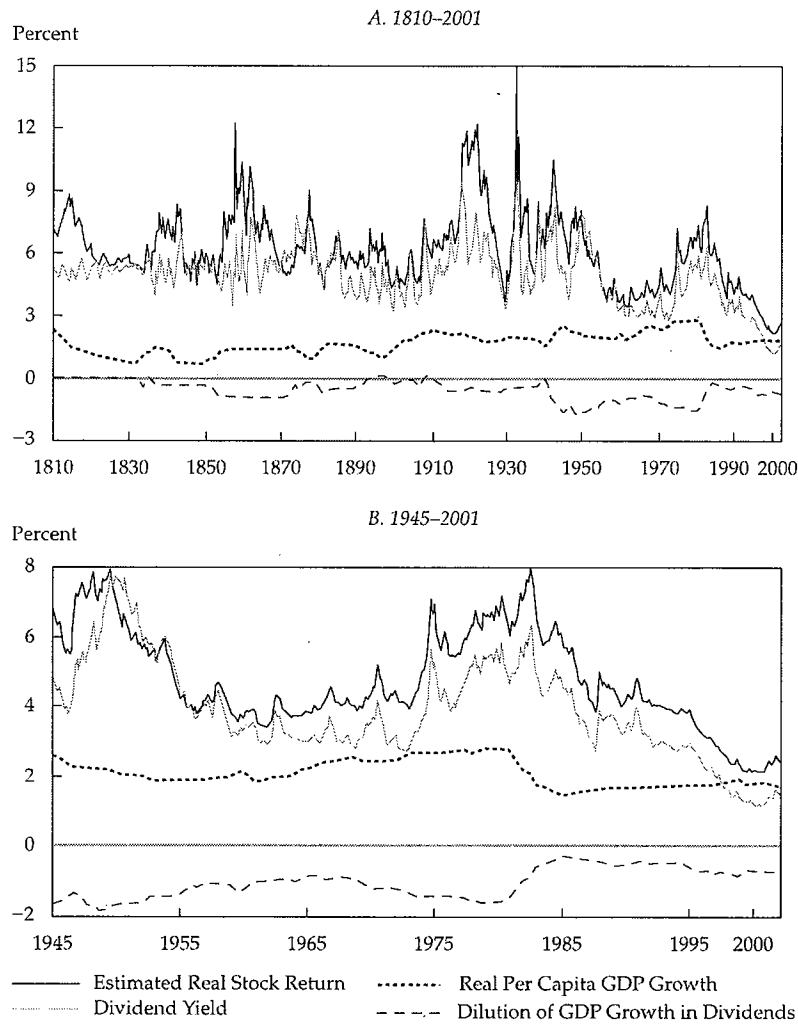 A. 1810–2001
Percent
15
12
9
6
3
0
−3
1810 1830 1850 1870 1890 1910 1930 1950 1970 1990 2000
B. 1945–2001
Percent
8
6
4
2
0
−2
1945 1955 1965 1975 1985 1995 2000
Estimated Real Stock Return
Real Per Capita GDP Growth
Dividend Yield
Dilution of GDP Growth in Dividends